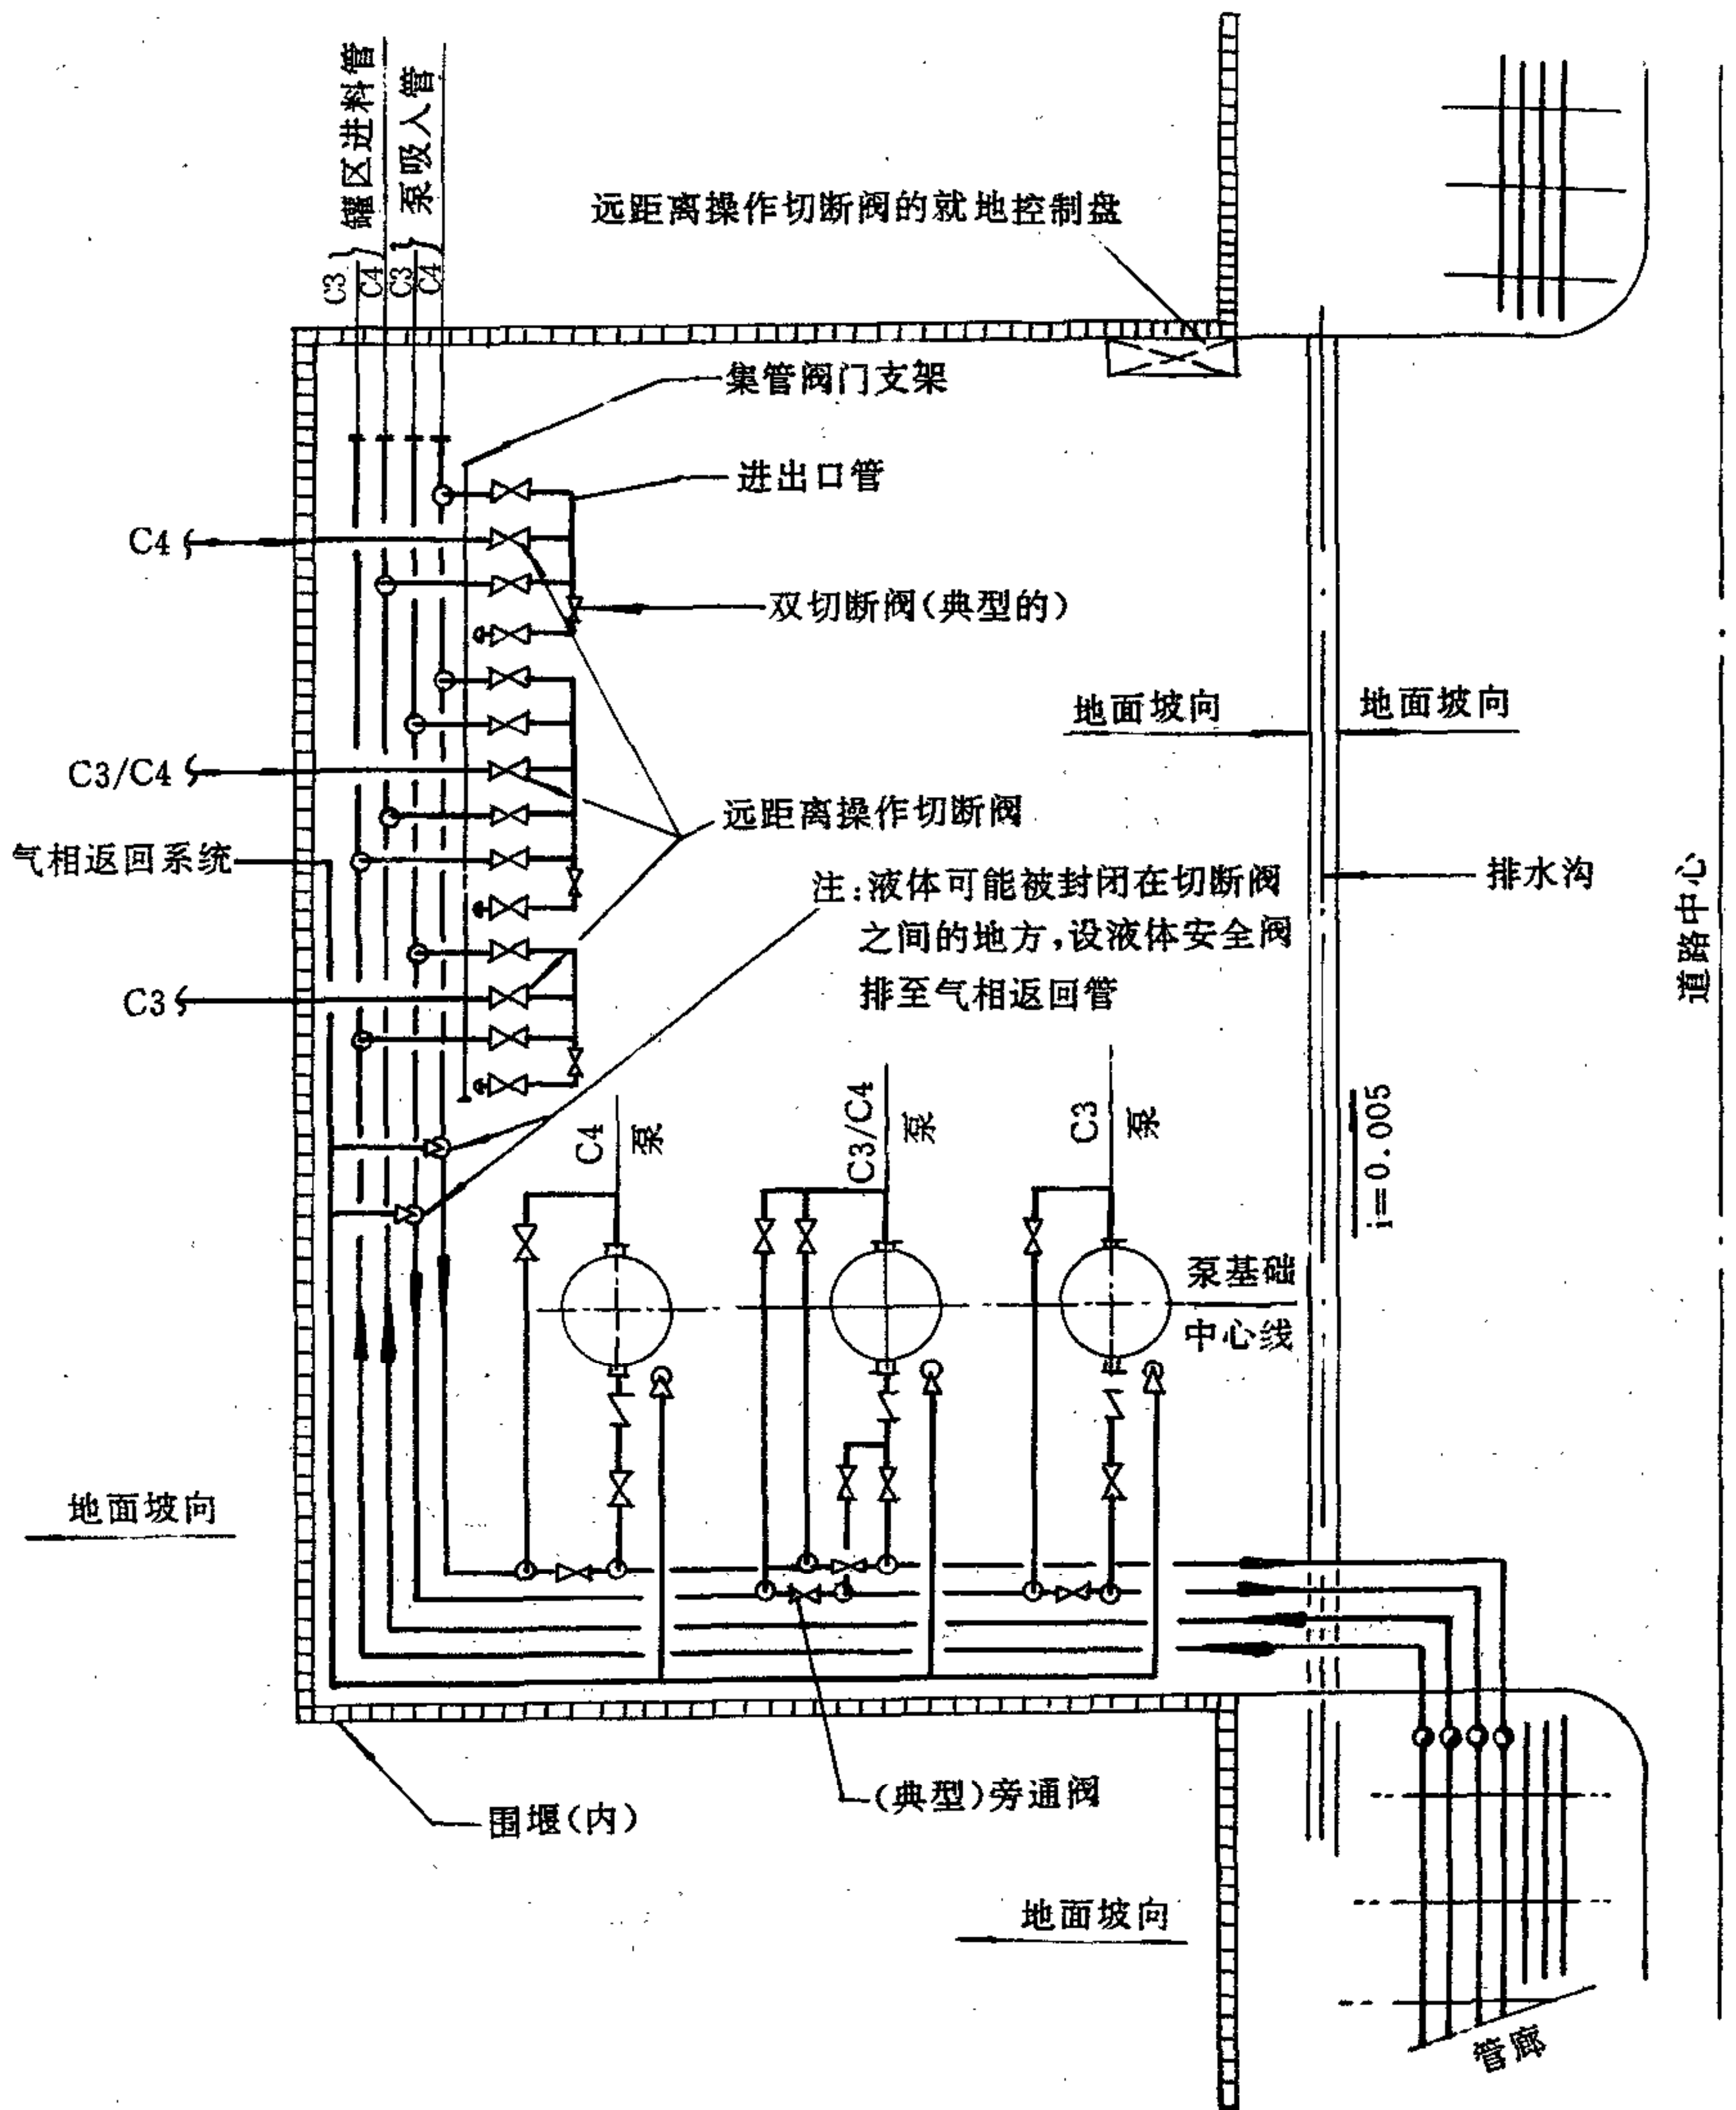 罐区进料管
泵吸入管
C3
C4
C3
C4
远距离操作切断阀的就地控制盘
集管阀门支架
进出口管
C4
双切断阀(典型的)
地面坡向
地面坡向
C3/C4
远距离操作切断阀
气相返回系统
注:液体可能被封闭在切断阀
之间的地方,设液体安全阀
排至气相返回管
排水沟
道路中心
C3
C4
泵
C3/C4
泵
C3
泵
i=0.005
泵基础
中心线
地面坡向
(典型)旁通阀
围堰(内)
地面坡向
管廊